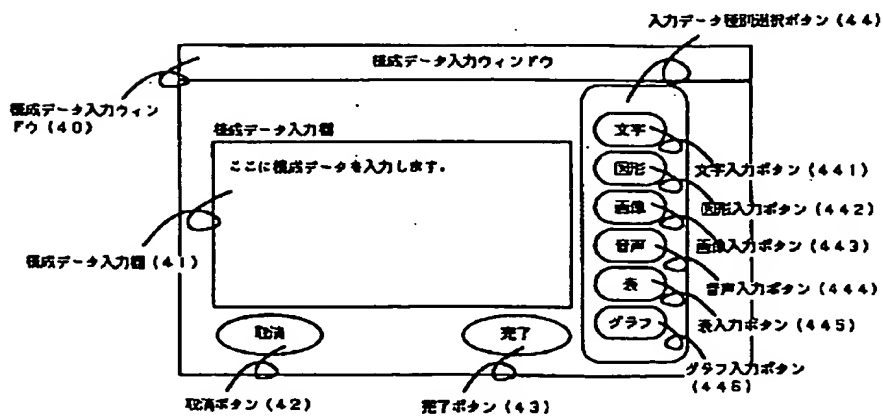 入力データ種別選択ボタン(44)
構成データ入力ウィンドウ
構成データ入力ウィン
ドウ(40)
構成データ入力欄
ここに構成データを入力します。
構成データ入力欄(41)
文字
図形
画像
音声
表
グラフ
文字入力ボタン(441)
図形入力ボタン(442)
画像入力ボタン(443)
音声入力ボタン(444)
表入力ボタン(445)
グラフ入力ボタン
(446)
取消
完了
取消ボタン(42)
完了ボタン(43)